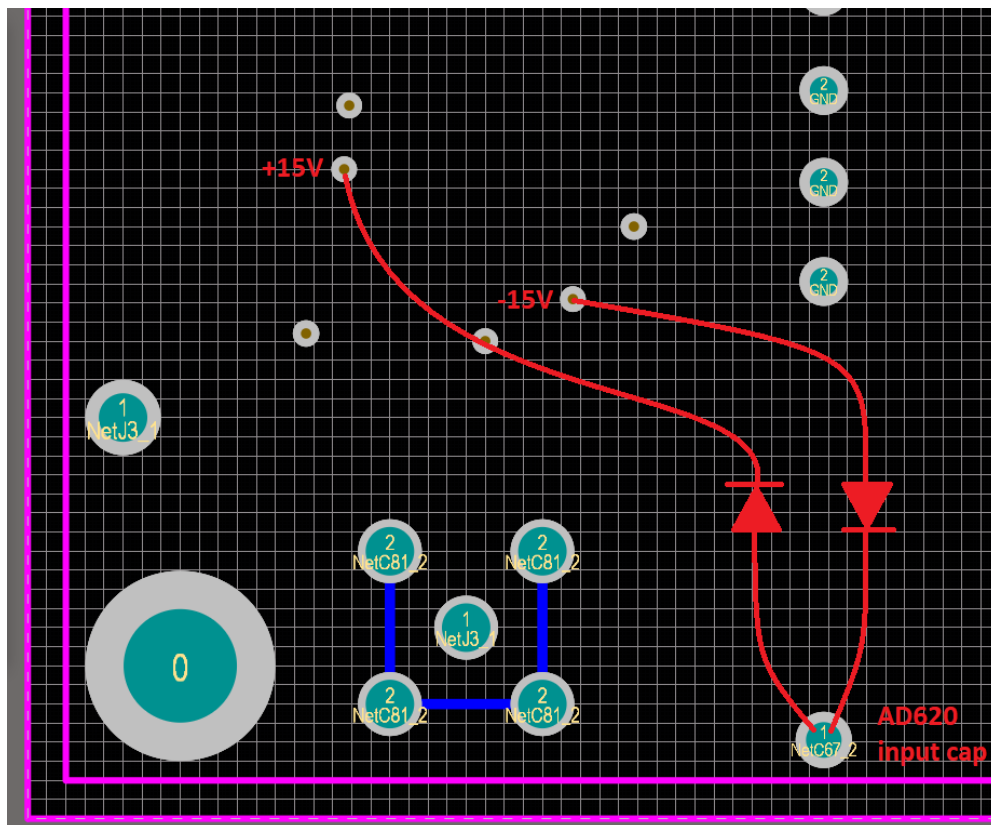 2
GND
+15V
2
GND
2
GND
-15V
1
NetJ3_1
2
NetC81_2
2
NetC81_2
1
NetJ3_1
0
2
NetC81_2
2
NetC81_2
1
NetC67_2
AD620
input cap